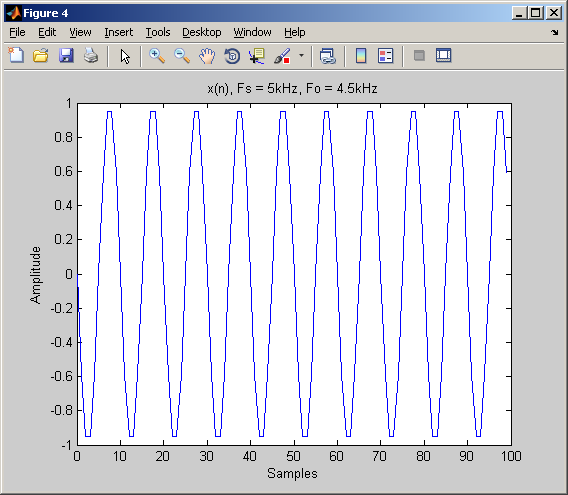 Figure 4
File Edit View Insert Tools Desktop Window Help
x(n), Fs = 5kHz, Fo = 4.5kHz
1
0.8
0.6
0.4
0.2
0
-0.2
-0.4
-0.6
-0.8
-1
Amplitude
0 10 20 30 40 50 60 70 80 90 100
Samples